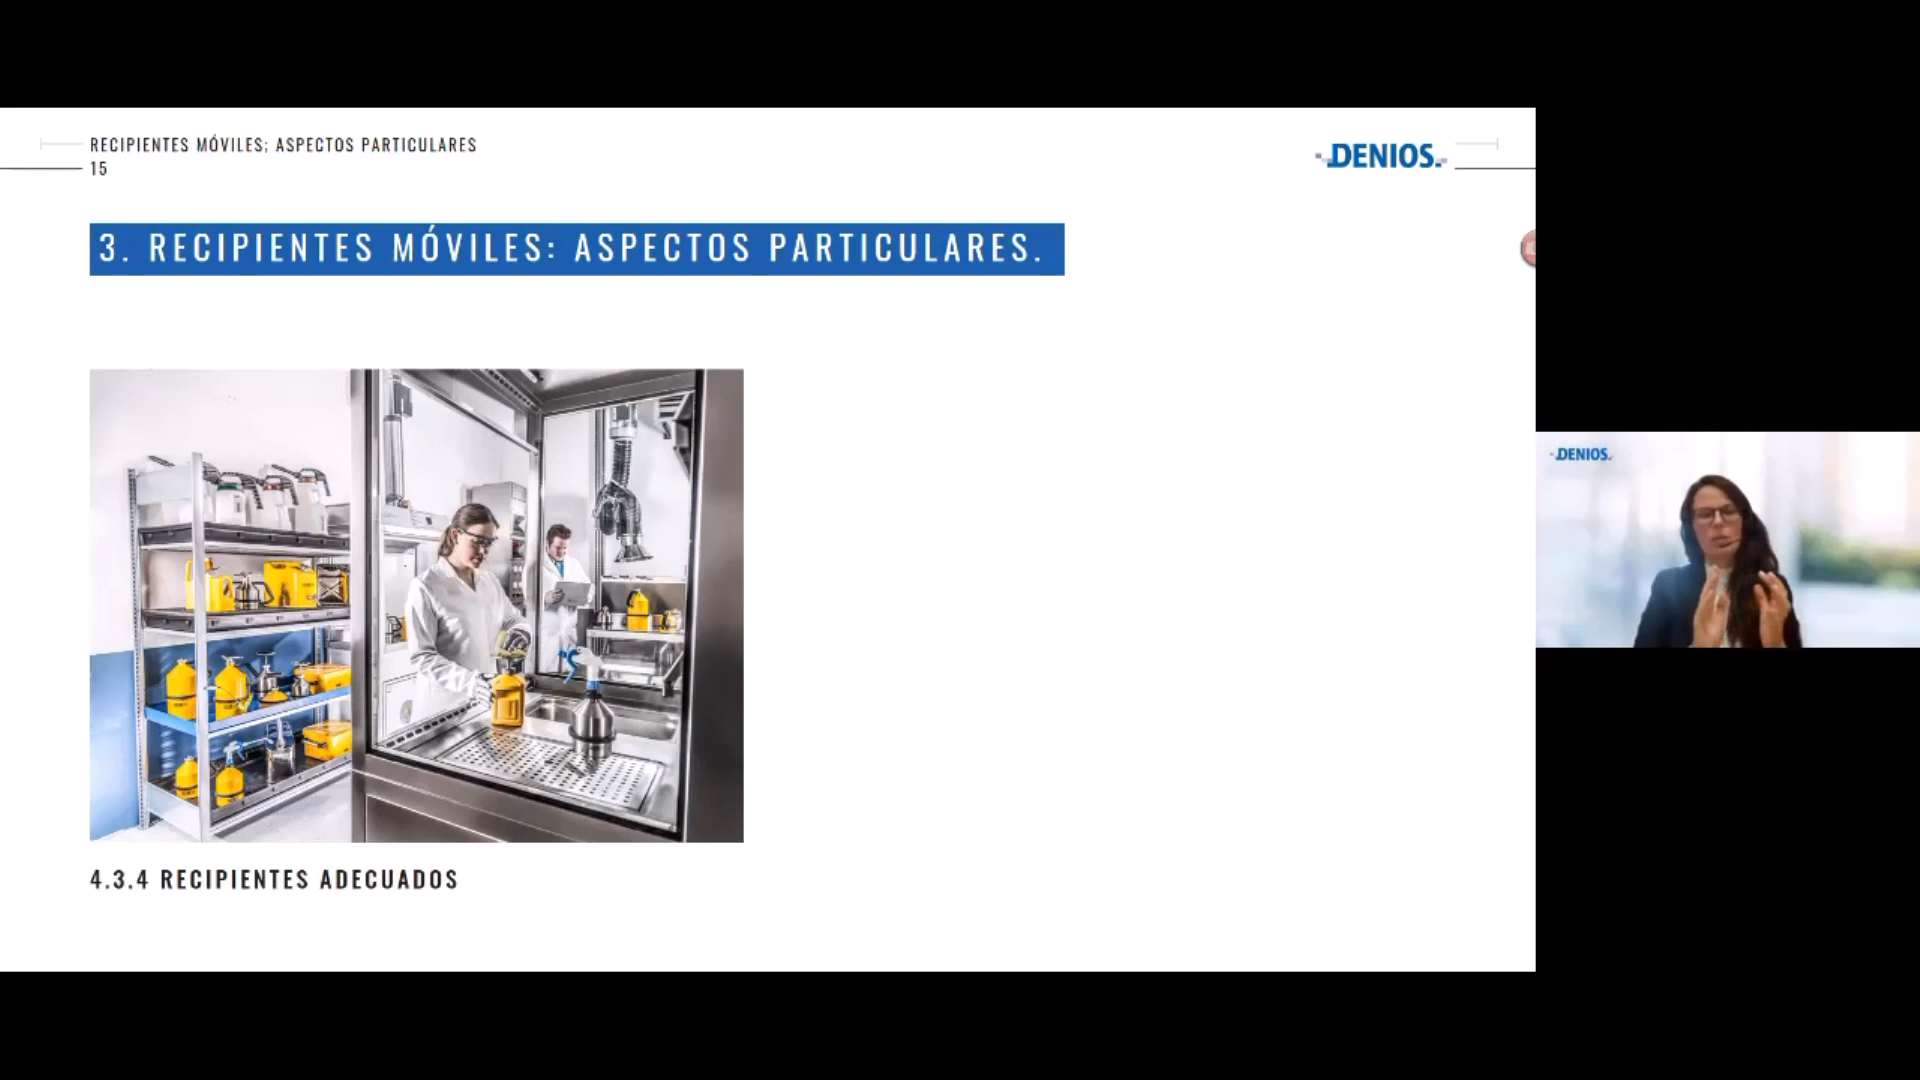 RECIPIENTES MÓVILES; ASPECTOS PARTICULARES
15
DENIOS.
3. RECIPIENTES MÓVILES: ASPECTOS PARTICULARES.
4.3.4 RECIPIENTES ADECUADOS
DENIOS.